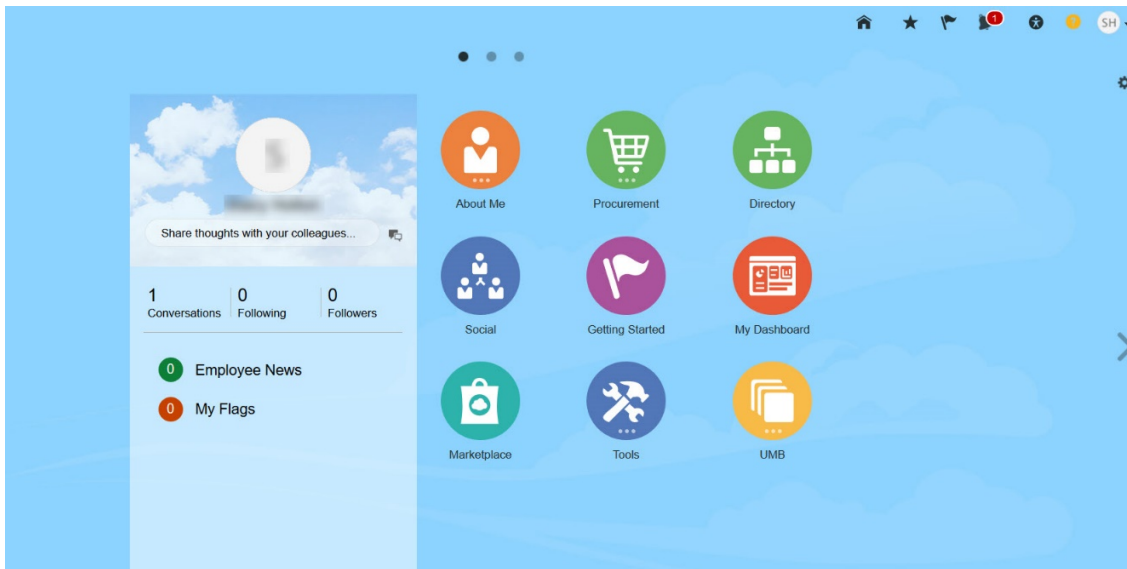 1
?
SH
About Me
Procurement
Directory
Share thoughts with your colleagues...
1
0
0
Conversations
Following
Followers
Social
Getting Started
My Dashboard
0
Employee News
0
My Flags
Marketplace
Tools
UMB